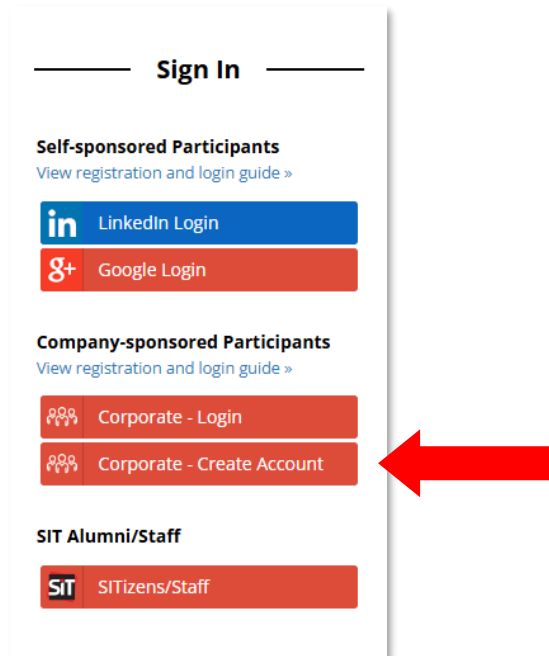 Sign In
Self-sponsored Participants
View registration and login guide »
in LinkedIn Login
g+ Google Login
Company-sponsored Participants
View registration and login guide »
Corporate - Login
Corporate - Create Account
SIT Alumni/Staff
SiT SITizens/Staff